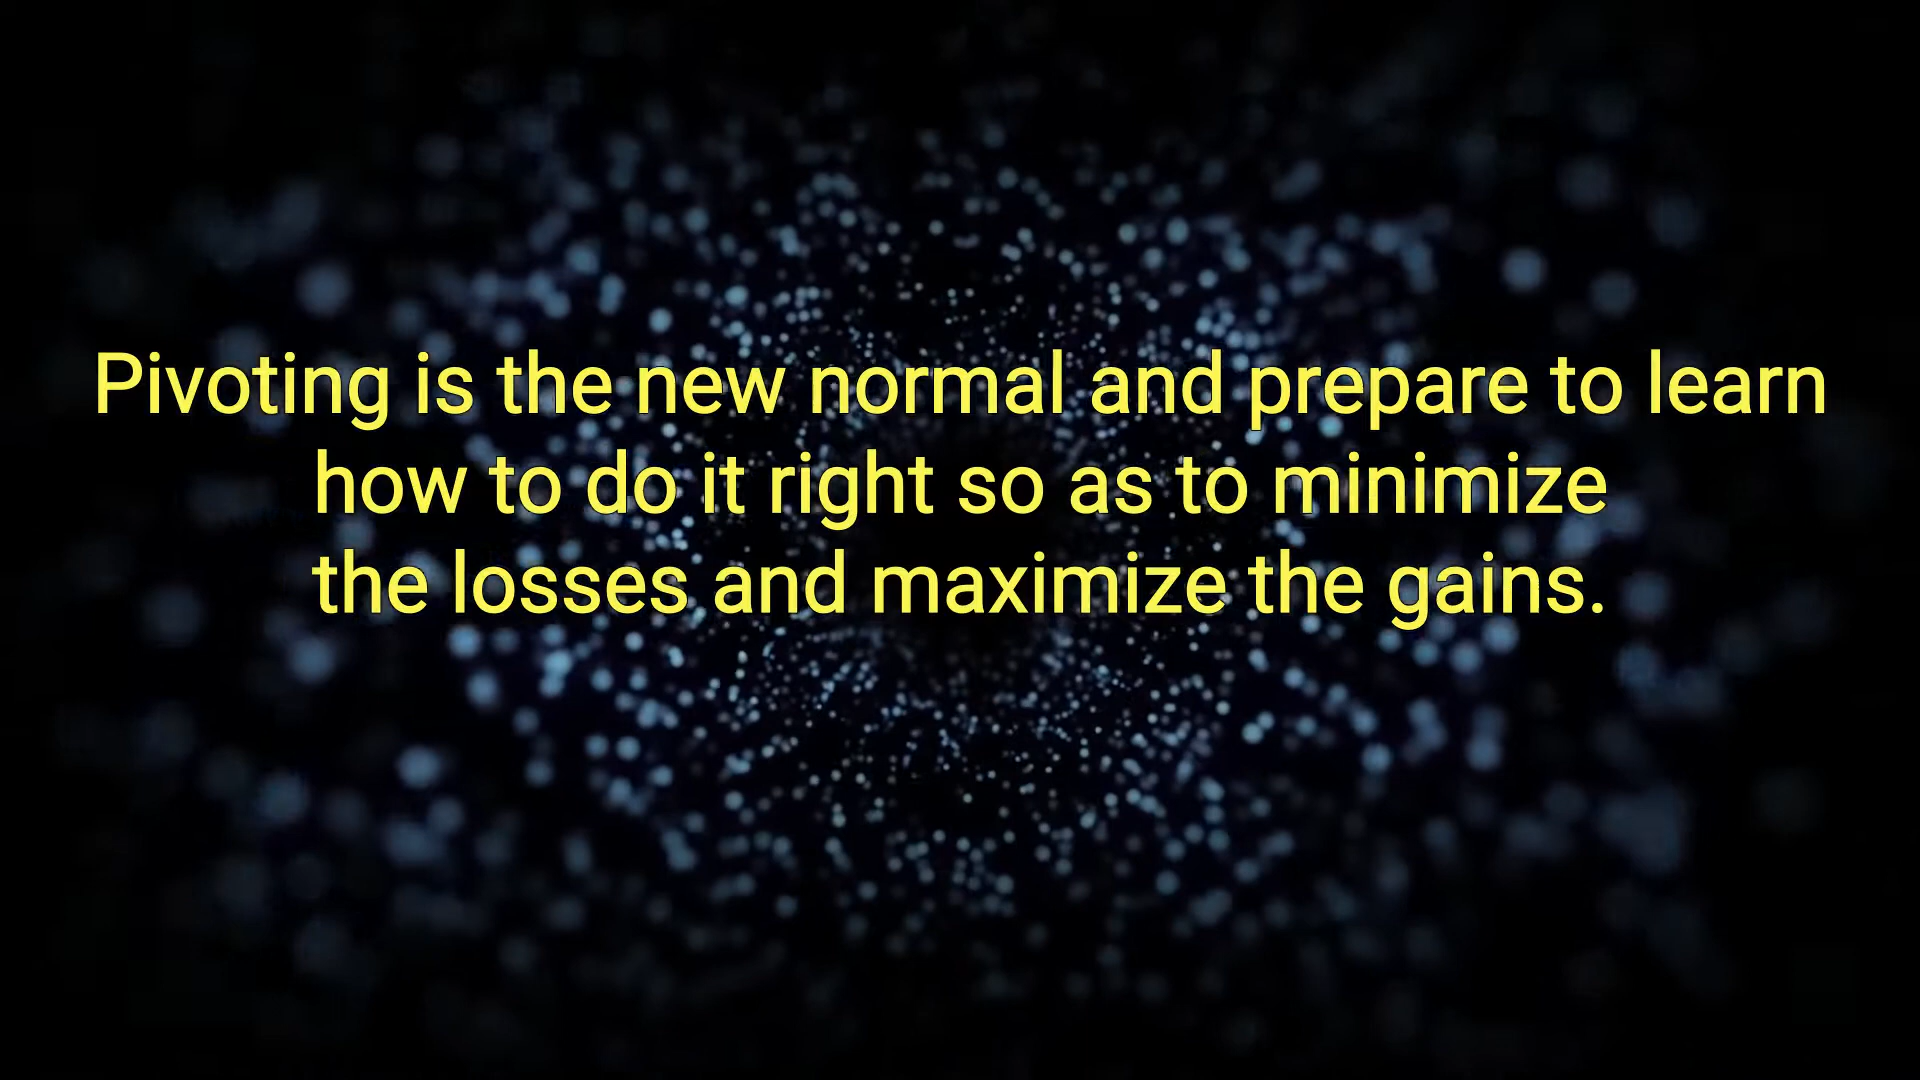 Pivoting is the new normal and prepare to learn
how to do it right so as to minimize
the losses and maximize the gains.